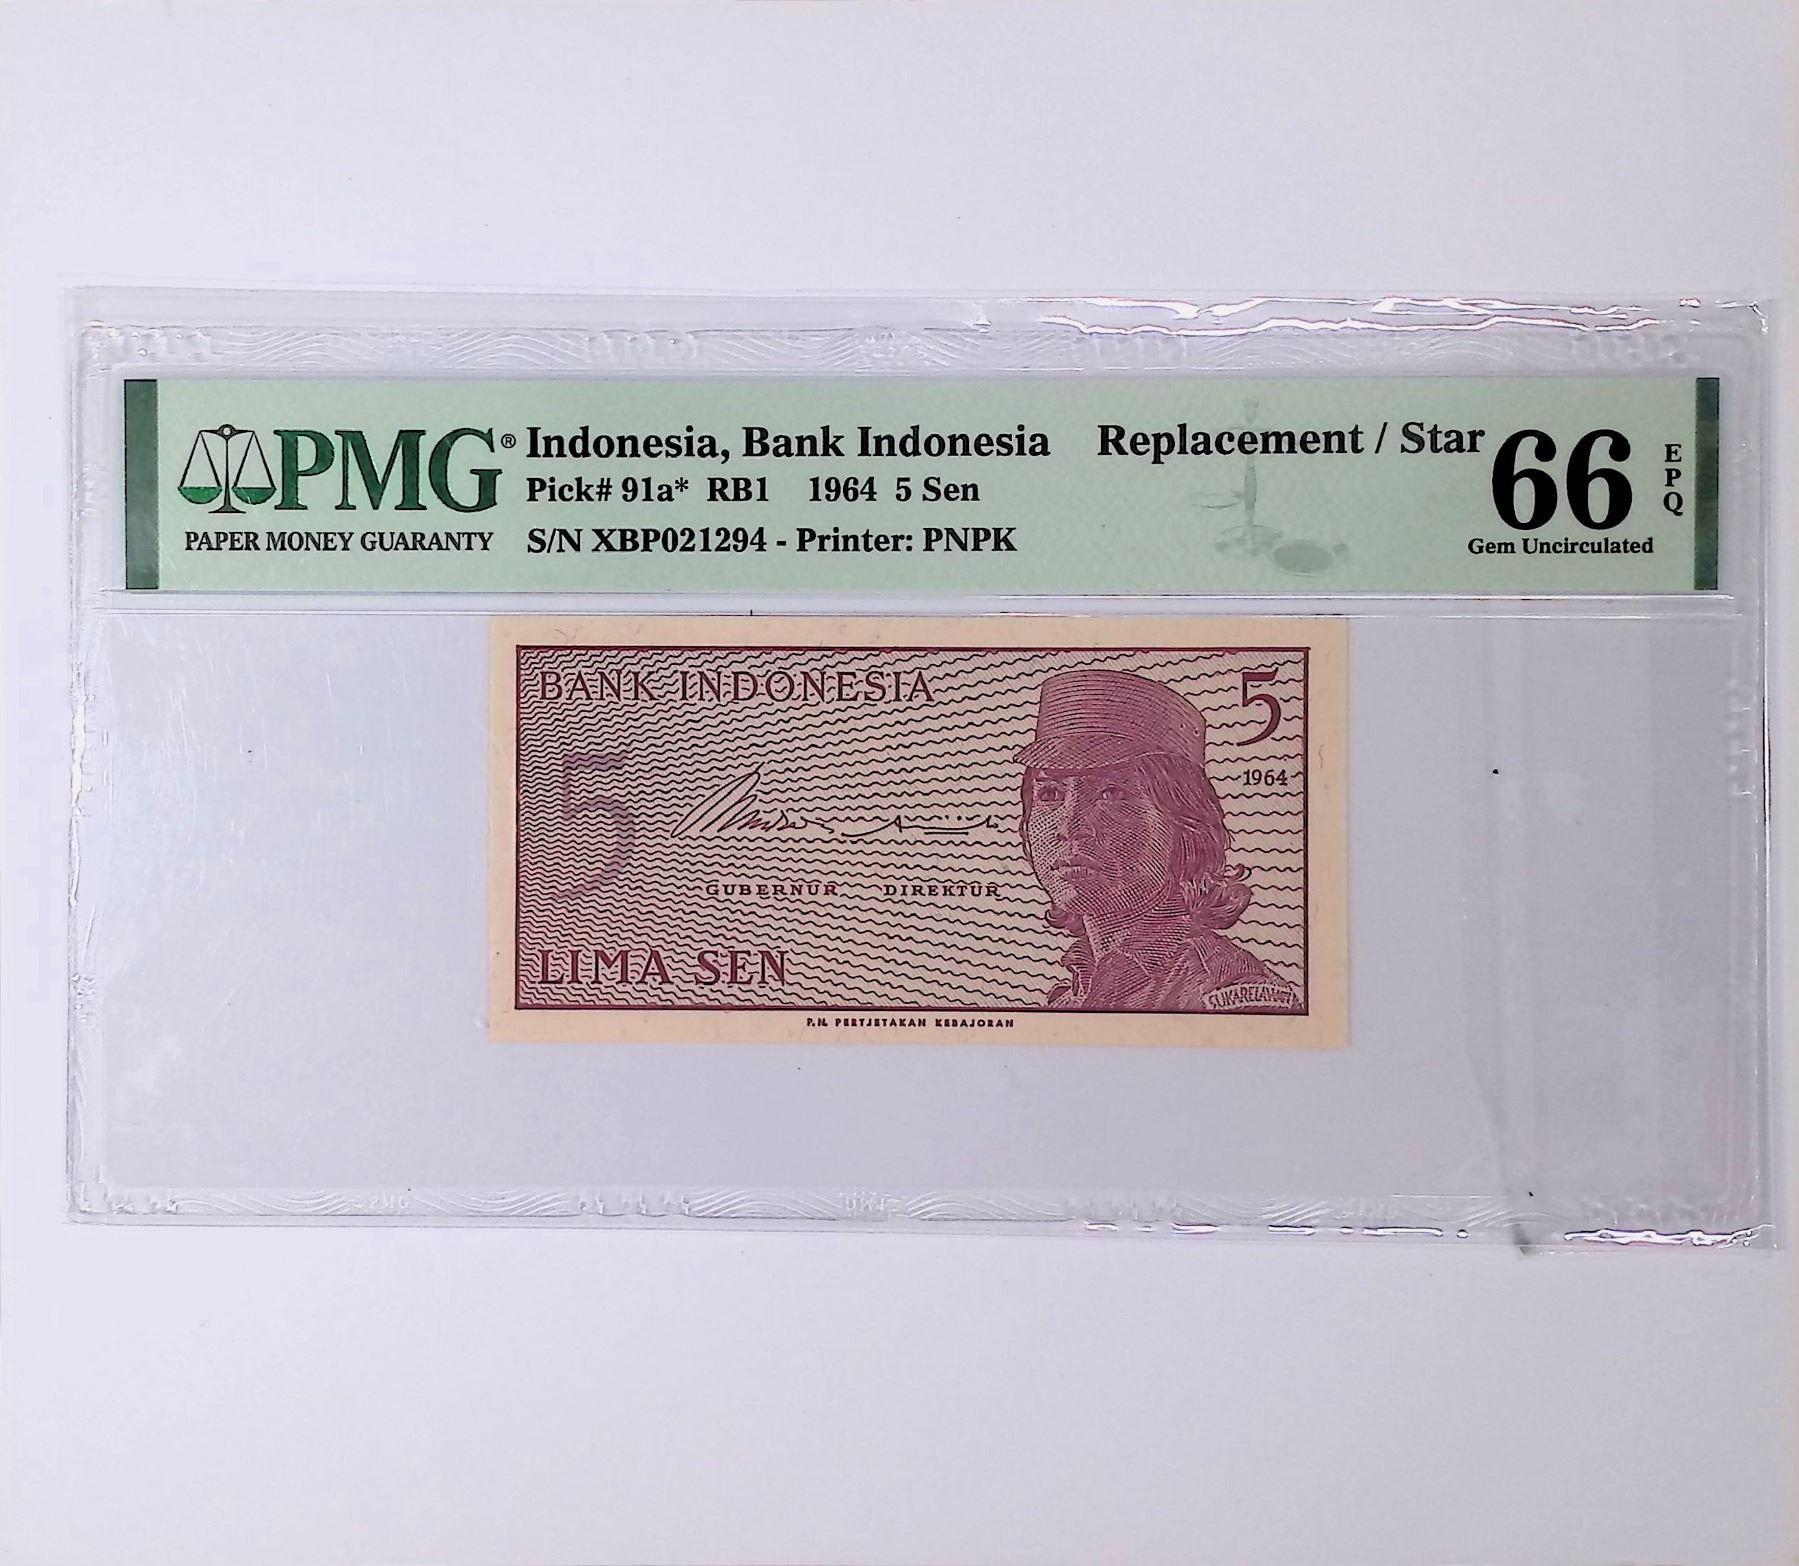 PMG® Indonesia, Bank Indonesia Replacement / Star 66 EPQ
Pick# 91a* RB1 1964 5 Sen
PAPER MONEY GUARANTY S/N XBP021294 - Printer: PNPK Gem Uncirculated
BANK INDONESIA 5
1964
5
GUBERNUR DIREKTUR
LIMA SEN
SUKARELAWATI
P.N. PERTJETAKAN KEBAJORAN
PMG